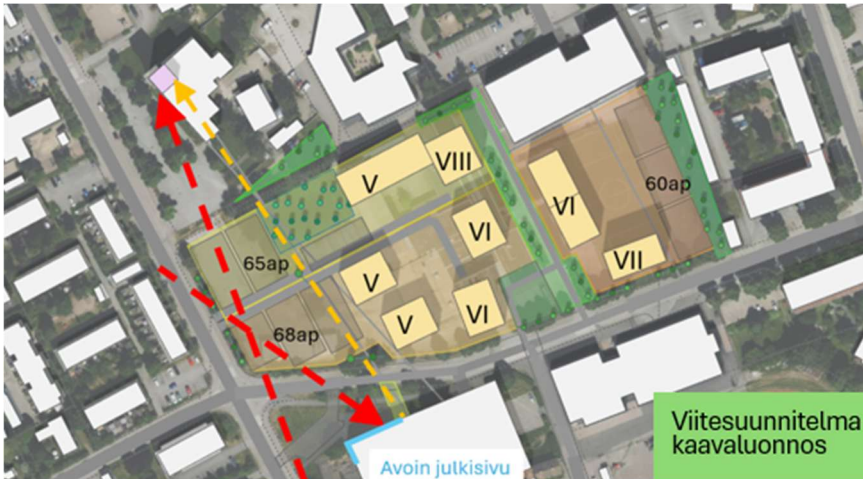 V
VIII
VI
VI
60ap
65ap
V
VII
V
VI
68ap
Viitesuunnitelma
kaavaluonnos
Avoin julkisivu